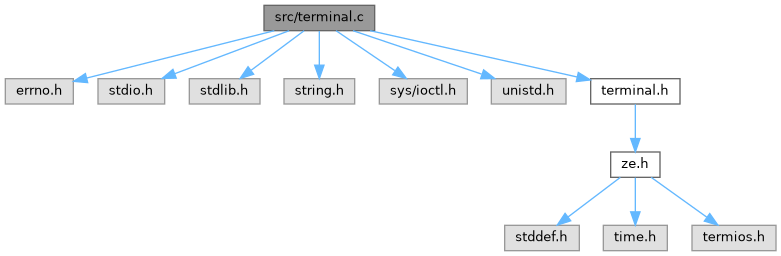 src/terminal.c
errno.h
stdio.h
stdlib.h
string.h
sys/ioctl.h
unistd.h
terminal.h
ze.h
stddef.h
time.h
termios.h